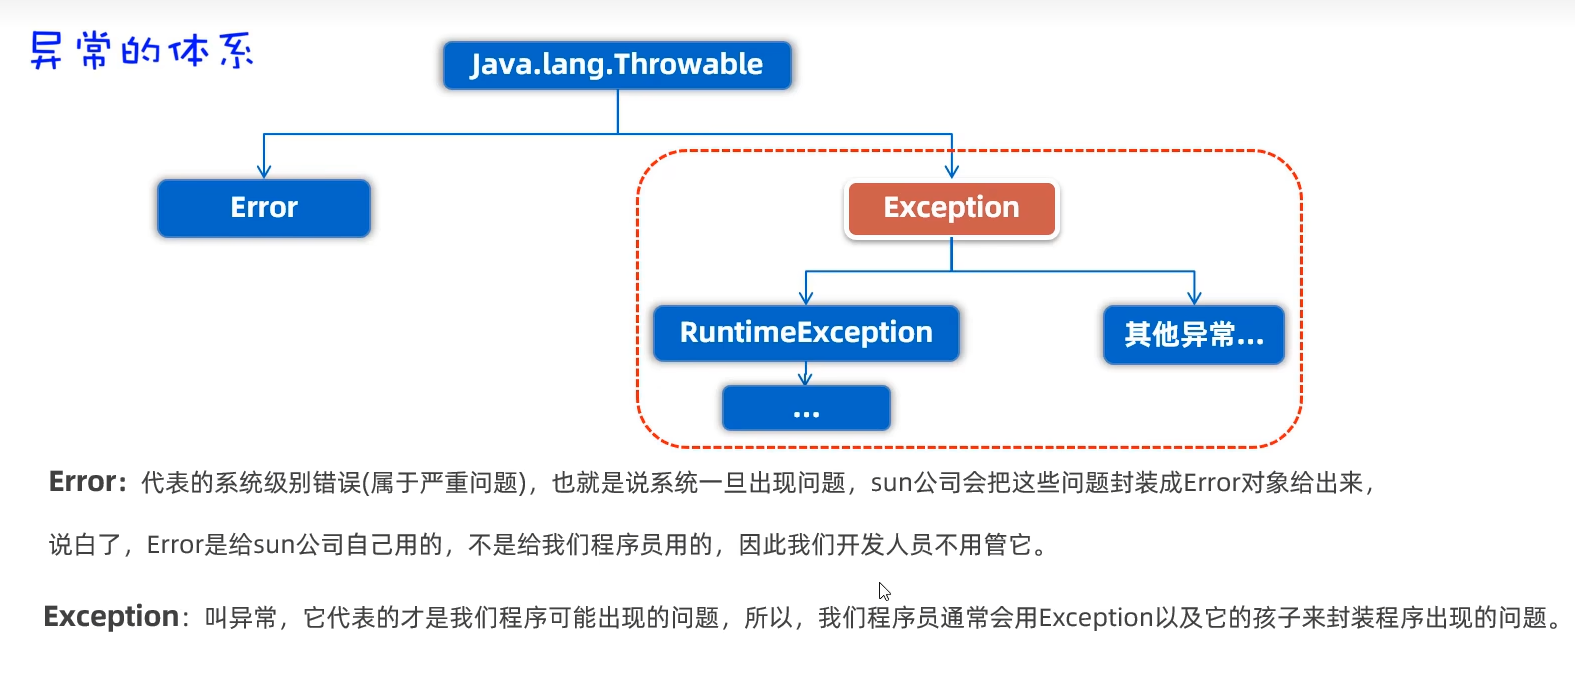 异常的体系
Java.lang.Throwable
Error
Exception
RuntimeException
其他异常...
...
Error：代表的系统级别错误(属于严重问题)，也就是说系统一旦出现问题，sun公司会把这些问题封装成Error对象给出来，
说白了，Error是给sun公司自己用的，不是给我们程序员用的，因此我们开发人员不用管它。
Exception：叫异常，它代表的才是我们程序可能出现的问题，所以，我们程序员通常会用Exception以及它的孩子来封装程序出现的问题。